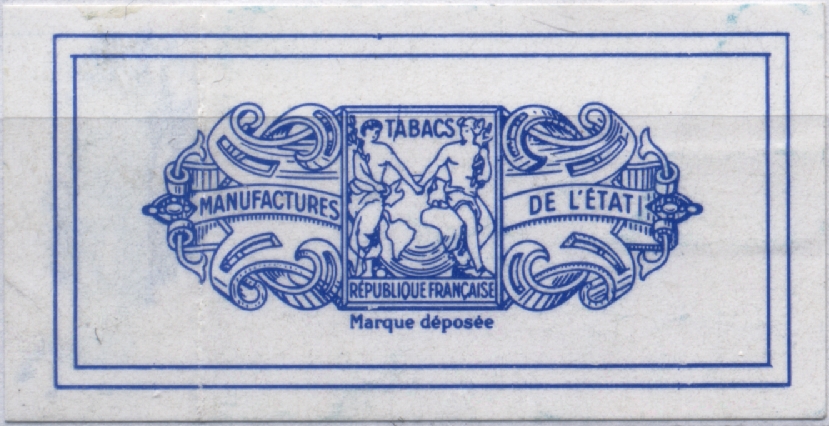 TABACS
MANUFACTURES DE L'ÉTAT
RÉPUBLIQUE FRANÇAISE
Marque déposée